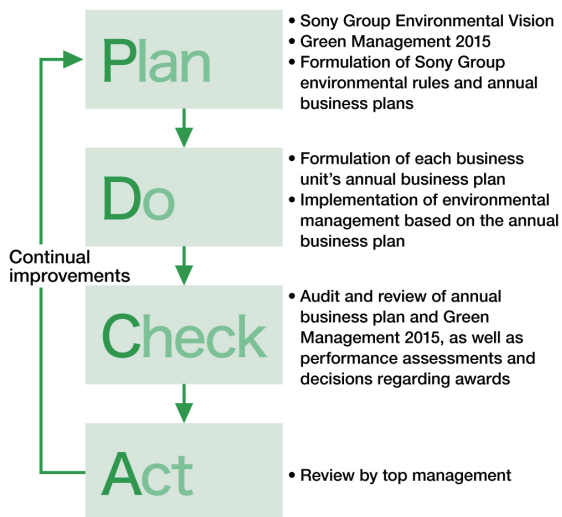 Plan
• Sony Group Environmental Vision
• Green Management 2015
• Formulation of Sony Group
environmental rules and annual
business plans
Do
• Formulation of each business
unit's annual business plan
• Implementation of environmental
management based on the annual
business plan
Continual
improvements
Check
• Audit and review of annual
business plan and Green
Management 2015, as well as
performance assessments and
decisions regarding awards
Act
• Review by top management